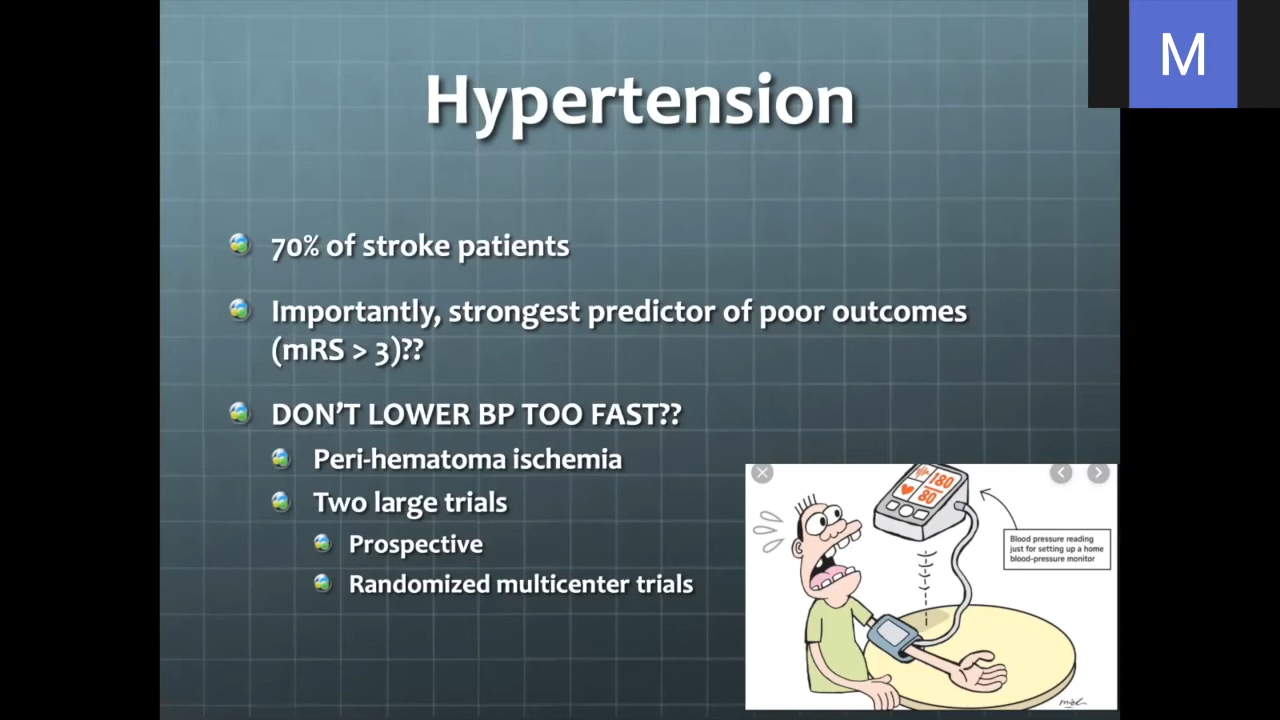 M
Hypertension
70% of stroke patients
Importantly, strongest predictor of poor outcomes
(mRS > 3)??
DON'T LOWER BP TOO FAST??
Peri-hematoma ischemia
Two large trials
Prospective
Randomized multicenter trials
180
80
Blood pressure reading
just for setting up a home
blood-pressure monitor